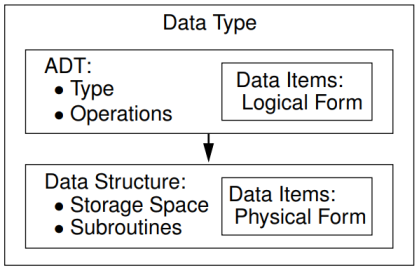 Data Type
ADT:
• Type
• Operations
Data Items:
Logical Form
Data Structure:
• Storage Space
• Subroutines
Data Items:
Physical Form